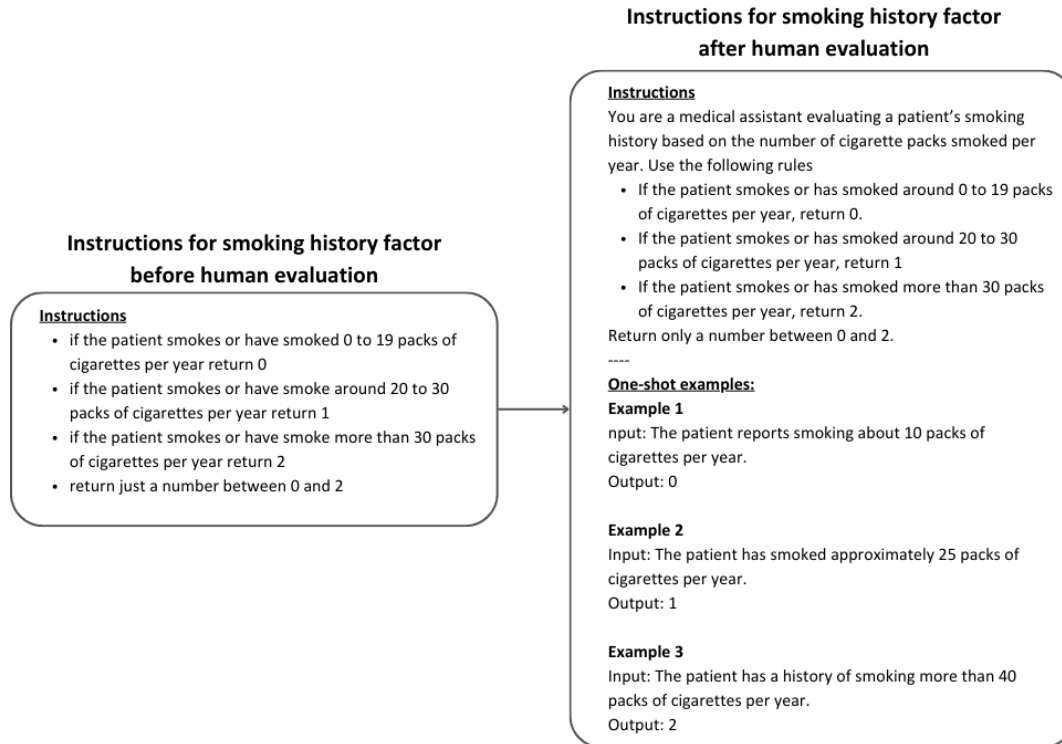 Instructions for smoking history factor
before human evaluation
Instructions
• if the patient smokes or have smoked 0 to 19 packs of
cigarettes per year return 0
• if the patient smokes or have smoke around 20 to 30
packs of cigarettes per year return 1
• if the patient smokes or have smoke more than 30 packs
of cigarettes per year return 2
• return just a number between 0 and 2
Instructions for smoking history factor
after human evaluation
Instructions
You are a medical assistant evaluating a patient’s smoking
history based on the number of cigarette packs smoked per
year. Use the following rules
• If the patient smokes or has smoked around 0 to 19 packs
of cigarettes per year, return 0.
• If the patient smokes or has smoked around 20 to 30
packs of cigarettes per year, return 1
• If the patient smokes or has smoked more than 30 packs
of cigarettes per year, return 2.
Return only a number between 0 and 2.
----
One-shot examples:
Example 1
nput: The patient reports smoking about 10 packs of
cigarettes per year.
Output: 0
Example 2
Input: The patient has smoked approximately 25 packs of
cigarettes per year.
Output: 1
Example 3
Input: The patient has a history of smoking more than 40
packs of cigarettes per year.
Output: 2